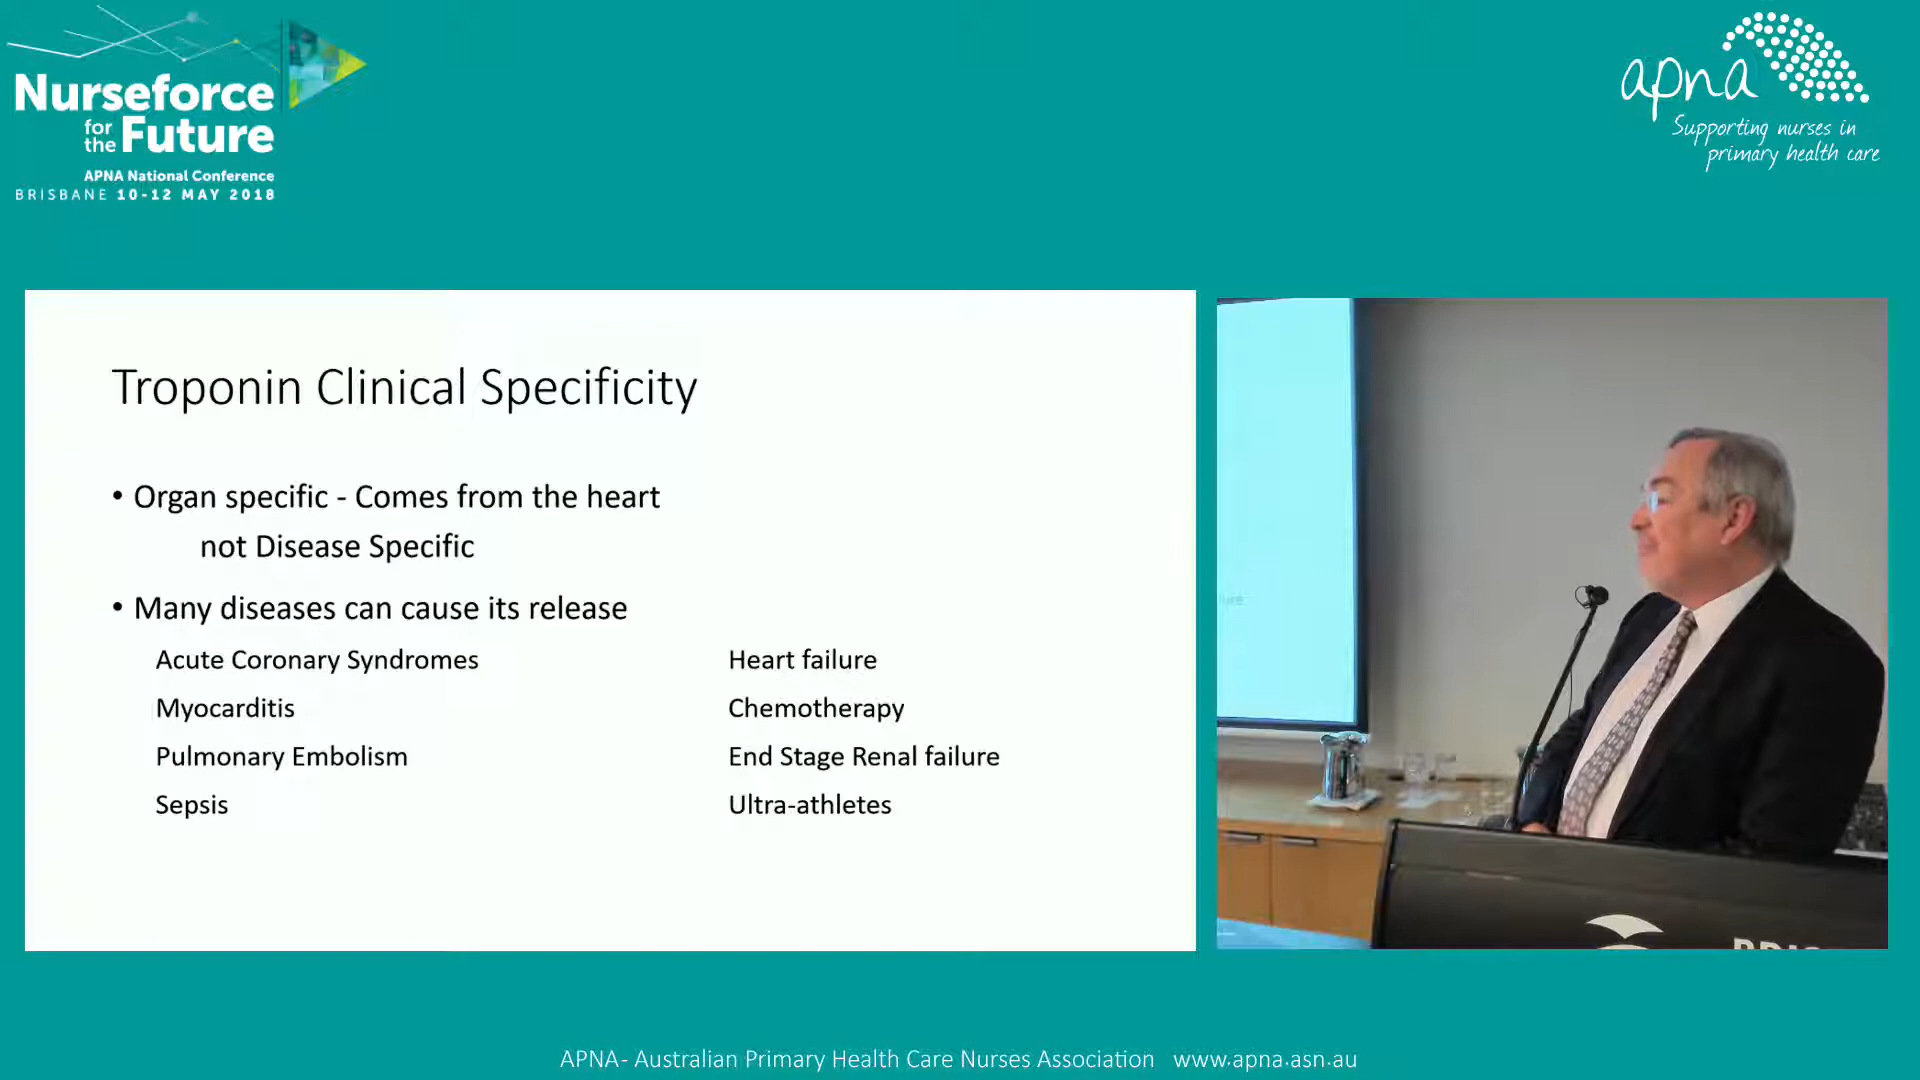 Nurseforce
for
the Future
APNA National Conference
BRISBANE 10-12 MAY 2018
apna
Supporting nurses in
primary health care
Troponin Clinical Specificity
• Organ specific - Comes from the heart
not Disease Specific
• Many diseases can cause its release
Acute Coronary Syndromes
Heart failure
Myocarditis
Chemotherapy
Pulmonary Embolism
End Stage Renal failure
Sepsis
Ultra-athletes
APNA- Australian Primary Health Care Nurses Association www.apna.asn.au